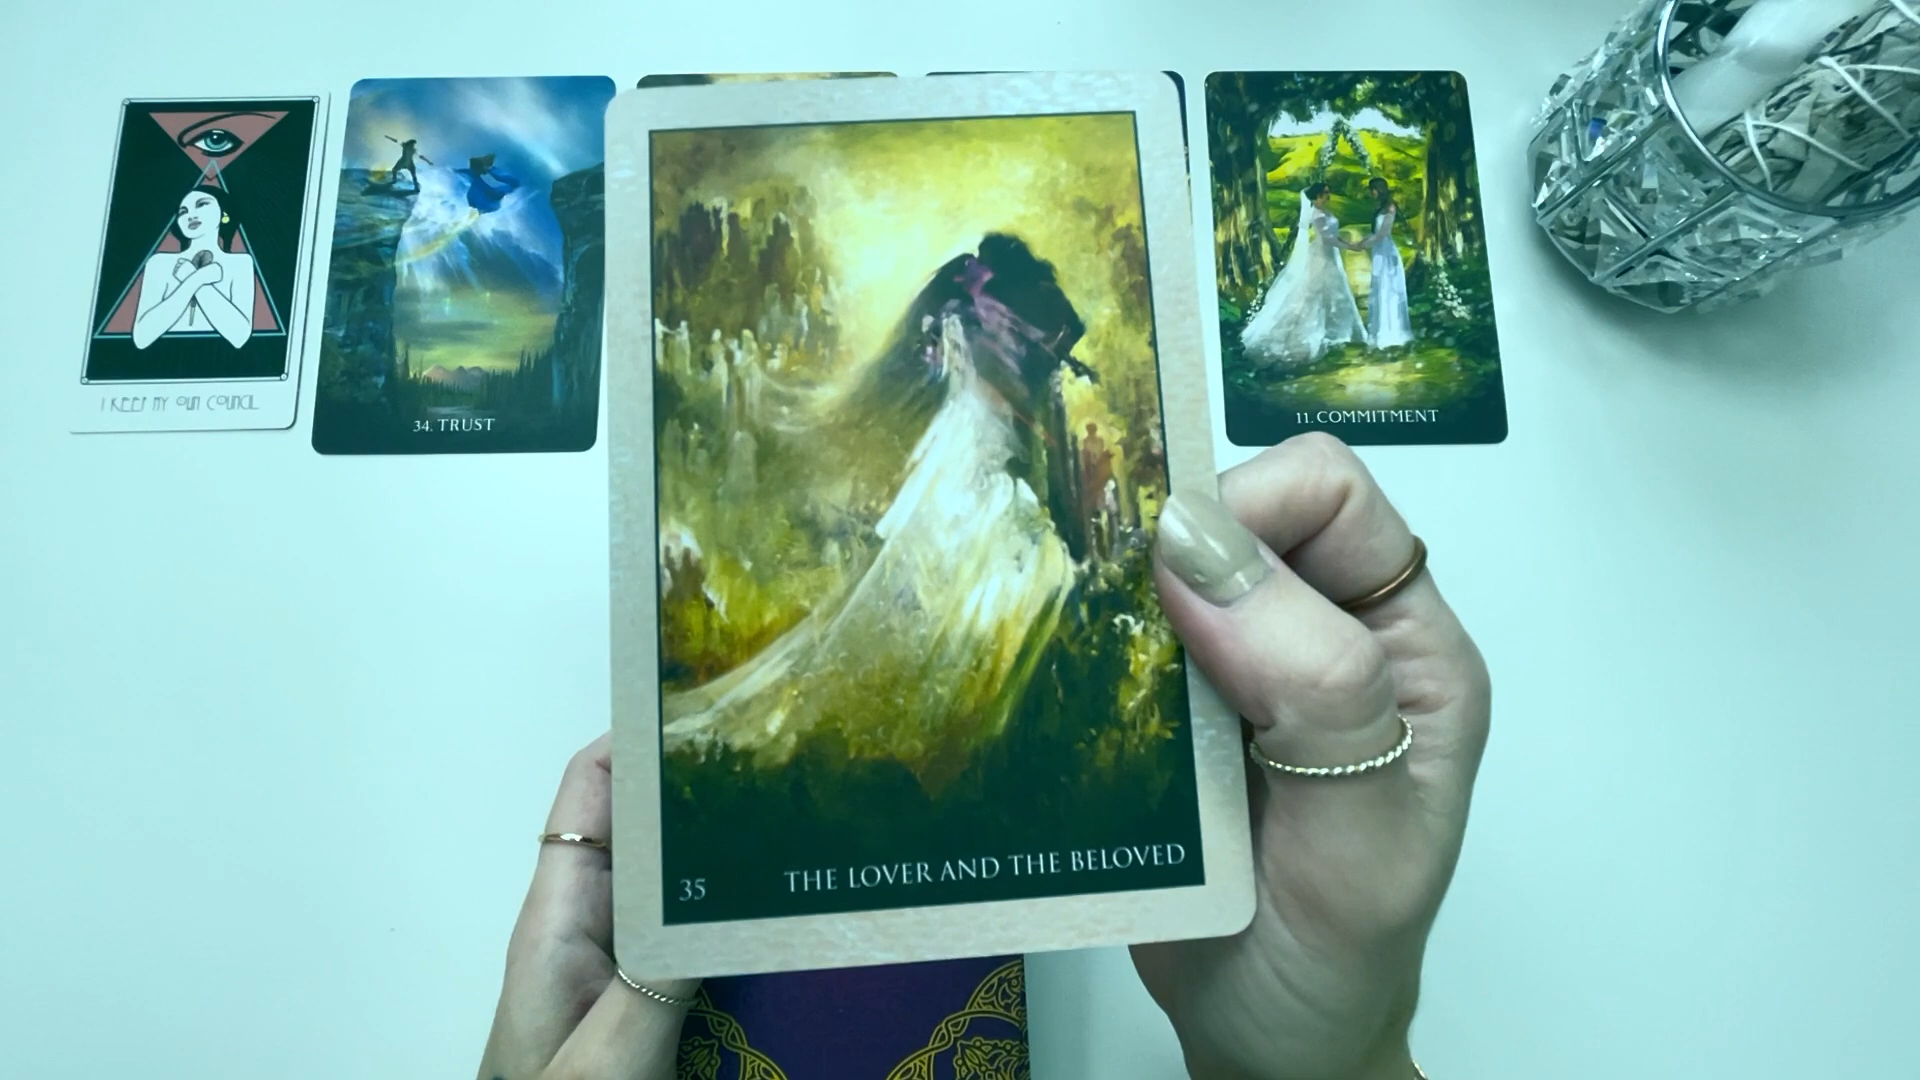 I KEEP MY OWN COUNCIL
34. TRUST
11. COMMITMENT
35 THE LOVER AND THE BELOVED